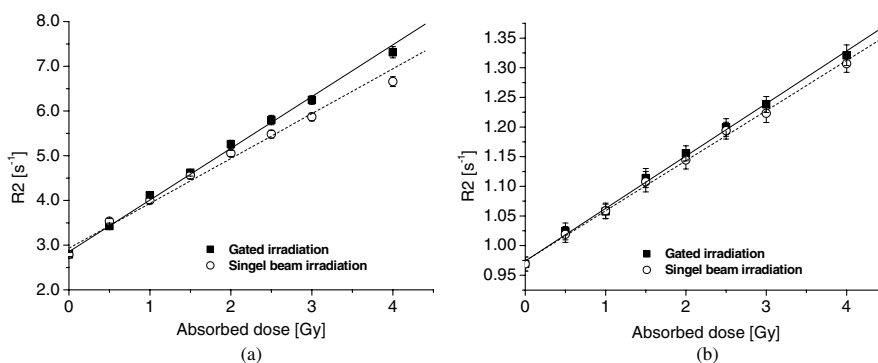 8.0
7.0
6.0
5.0
4.0
3.0
2.0
R2 [s⁻¹]
■ Gated irradiation
○ Singel beam irradiation
0 1 2 3 4
Absorbed dose [Gy]
(a)
1.35
1.30
1.25
1.20
1.15
1.10
1.05
1.00
0.95
R2 [s⁻¹]
■ Gated irradiation
○ Singel beam irradiation
0 1 2 3 4
Absorbed dose [Gy]
(b)